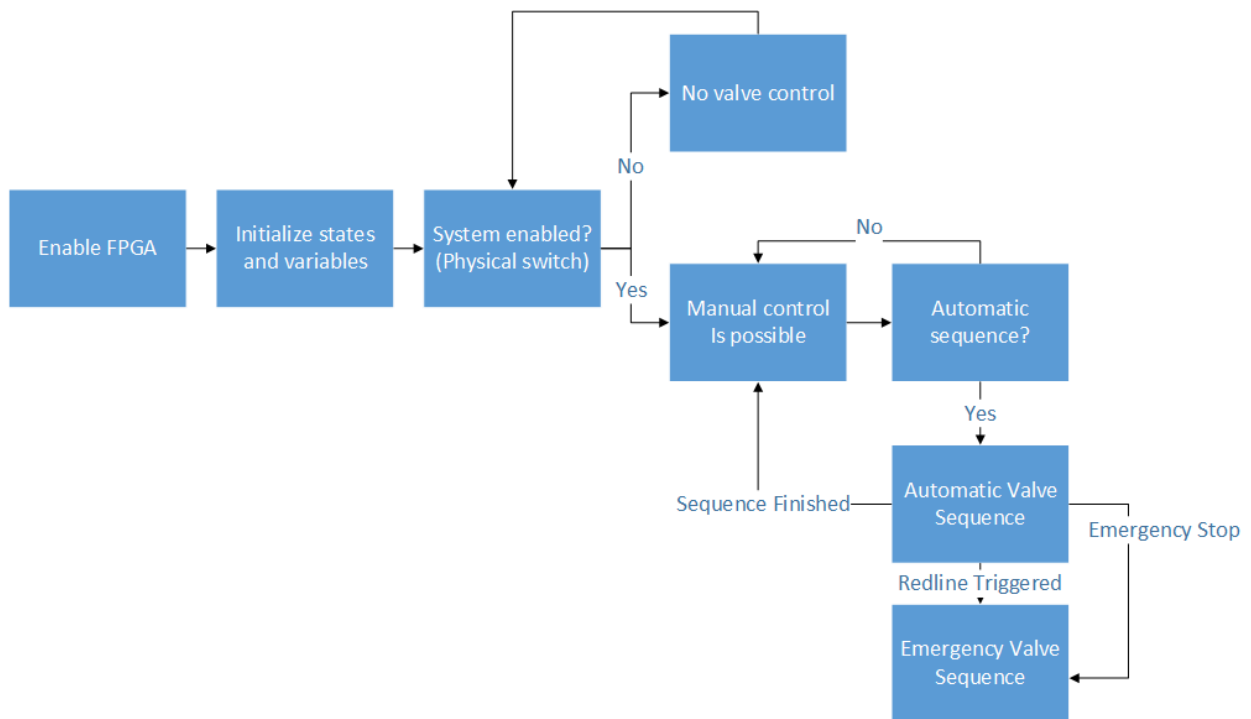 No valve control
No
Enable FPGA
Initialize states
and variables
System enabled?
(Physical switch)
Yes
No
Manual control
Is possible
Automatic
sequence?
Yes
Sequence Finished
Automatic Valve
Sequence
Emergency Stop
Redline Triggered
Emergency Valve
Sequence